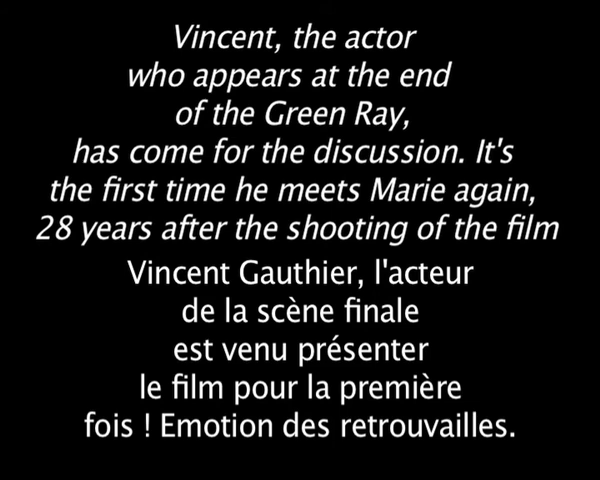 Vincent, the actor
who appears at the end
of the Green Ray,
has come for the discussion. It's
the first time he meets Marie again,
28 years after the shooting of the film
Vincent Gauthier, l'acteur
de la scène finale
est venu présenter
le film pour la première
fois ! Emotion des retrouvailles.